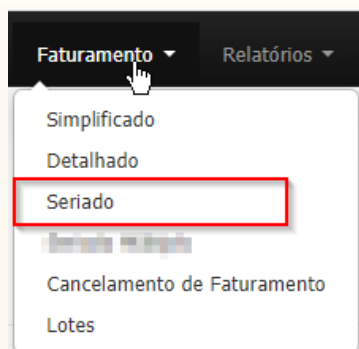 Faturamento Relatórios
Simplificado
Detalhado
Seriado
Cancelamento de Faturamento
Lotes